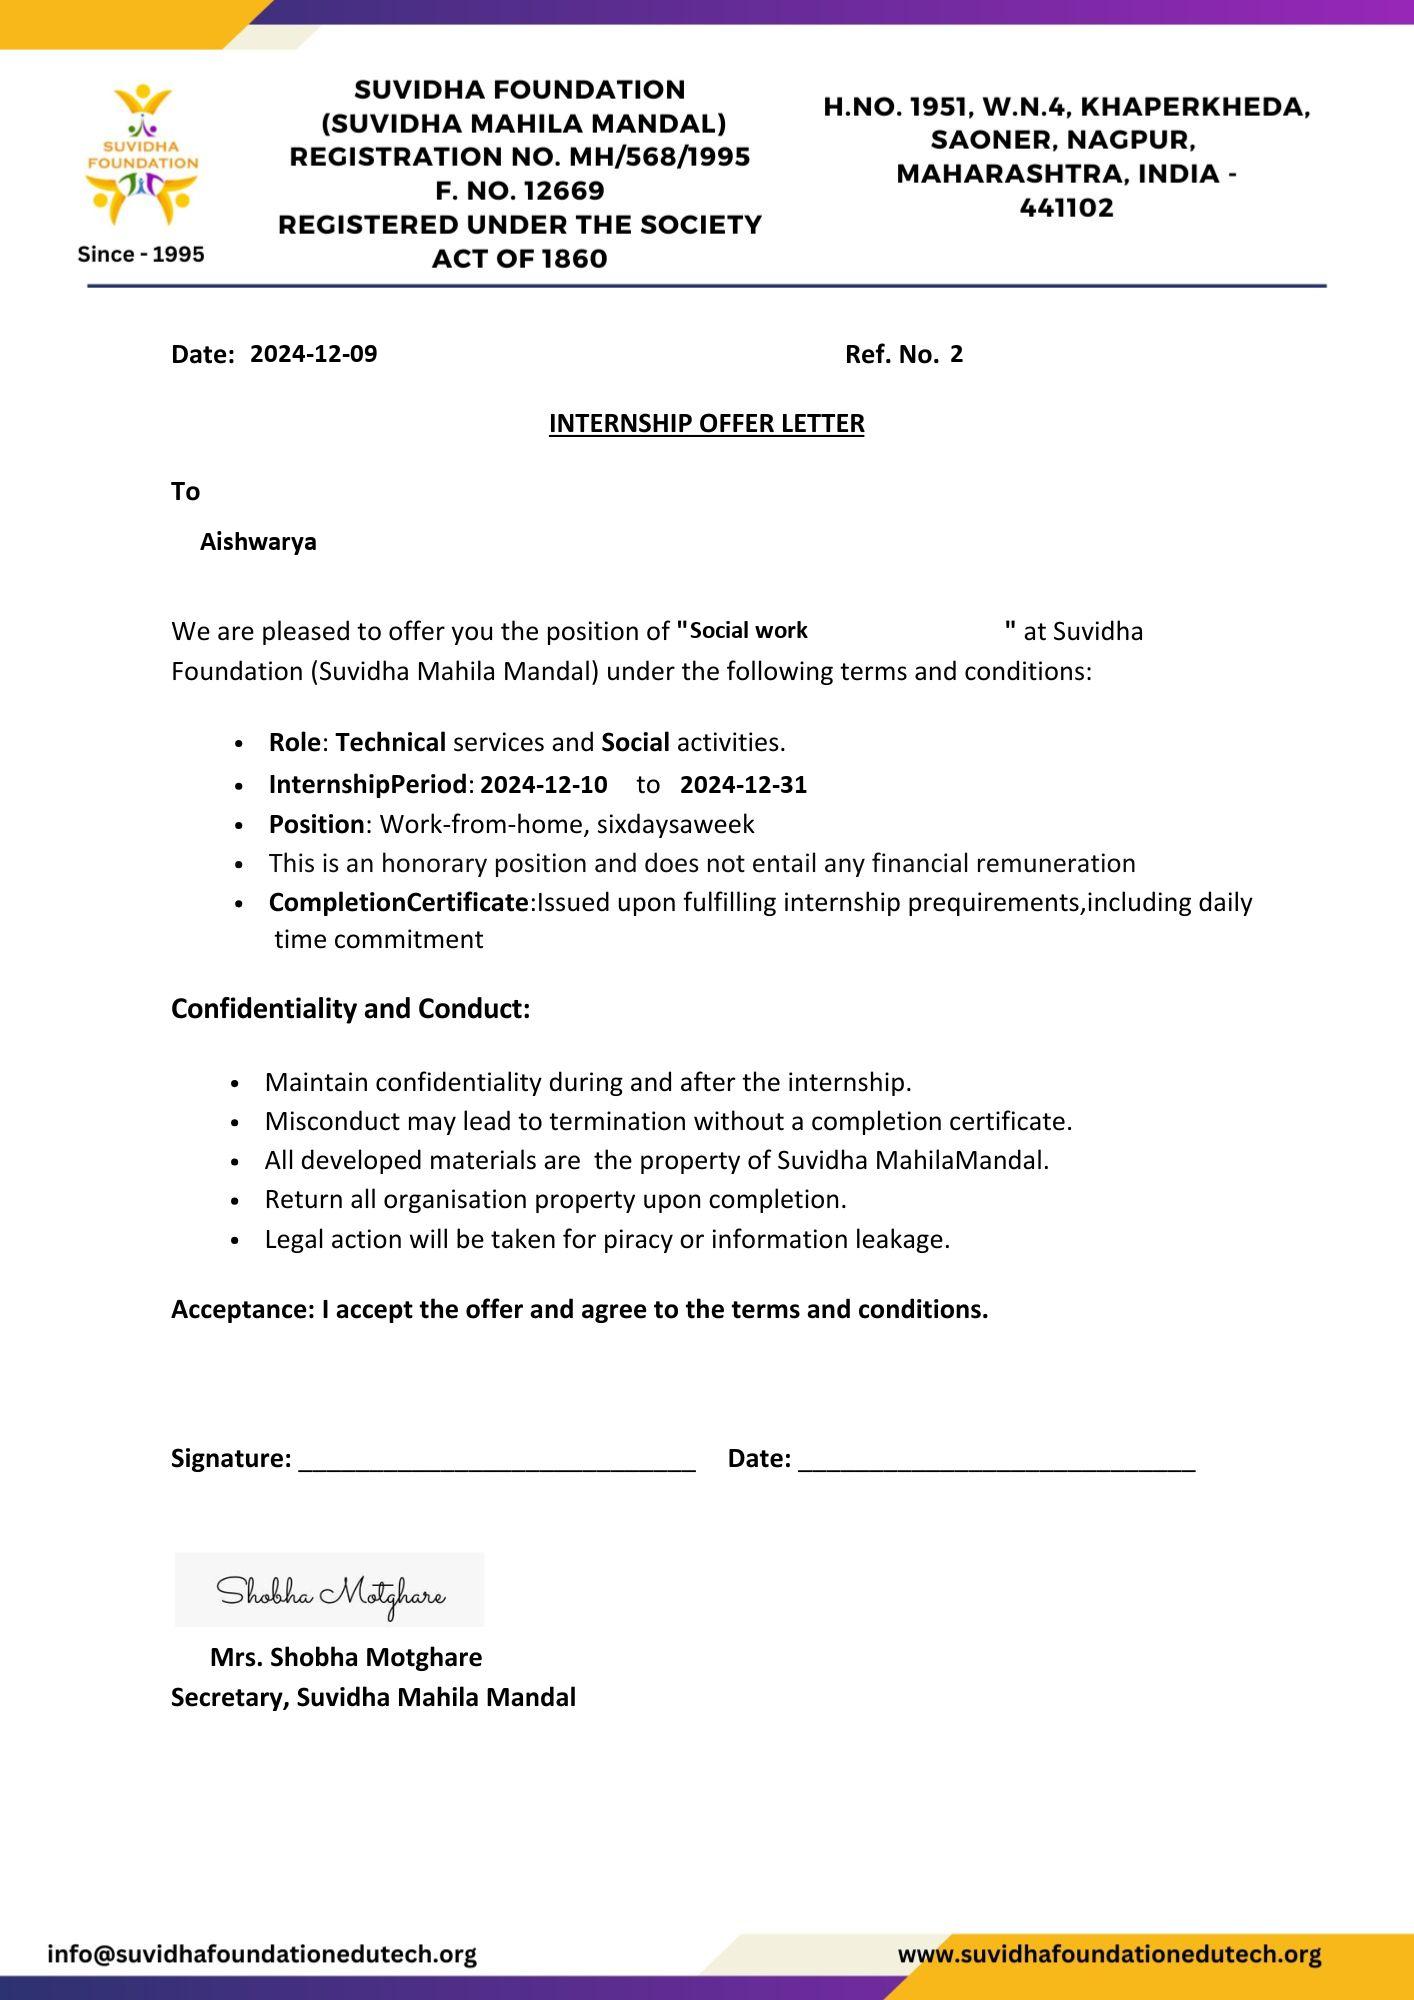 SUVIDHA
FOUNDATION
Since - 1995
SUVIDHA FOUNDATION
(SUVIDHA MAHILA MANDAL)
REGISTRATION NO. MH/568/1995
F. NO. 12669
REGISTERED UNDER THE SOCIETY
ACT OF 1860
H.NO. 1951, W.N.4, KHAPERKHEDA,
SAONER, NAGPUR,
MAHARASHTRA, INDIA -
441102
Date: 2024-12-09 Ref. No. 2
INTERNSHIP OFFER LETTER
To
Aishwarya
We are pleased to offer you the position of "Social work " at Suvidha
Foundation (Suvidha Mahila Mandal) under the following terms and conditions:
• Role: Technical services and Social activities.
• InternshipPeriod: 2024-12-10 to 2024-12-31
• Position: Work-from-home, sixdaysaweek
• This is an honorary position and does not entail any financial remuneration
• CompletionCertificate:Issued upon fulfilling internship prequirements,including daily
time commitment
Confidentiality and Conduct:
• Maintain confidentiality during and after the internship.
• Misconduct may lead to termination without a completion certificate.
• All developed materials are the property of Suvidha MahilaMandal.
• Return all organisation property upon completion.
• Legal action will be taken for piracy or information leakage.
Acceptance: I accept the offer and agree to the terms and conditions.
Signature: ____________________________ Date: ____________________________
Shobha Motghare
Mrs. Shobha Motghare
Secretary, Suvidha Mahila Mandal
info@suvidhafoundationedutech.org www.suvidhafoundationedutech.org